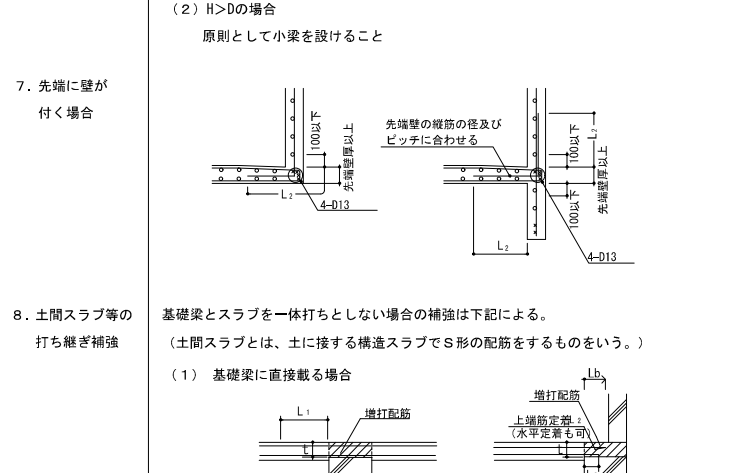 (2) H>Dの場合
原則として小梁を設けること
7. 先端に壁が
付く場合
100以下
先端壁厚以上
L2
4-D13
先端壁の縦筋の径及び
ピッチに合わせる
L2
100以下
先端壁厚以上
100以下
L2
4-D13
8. 土間スラブ等の
打ち継ぎ補強
基礎梁とスラブを一体打ちとしない場合の補強は下記による。
(土間スラブとは、土に接する構造スラブでS形の配筋をするものをいう。)
(1) 基礎梁に直接載る場合
L1
増打配筋
t
Lb
増打配筋
上端筋定着L2
(水平定着も可)